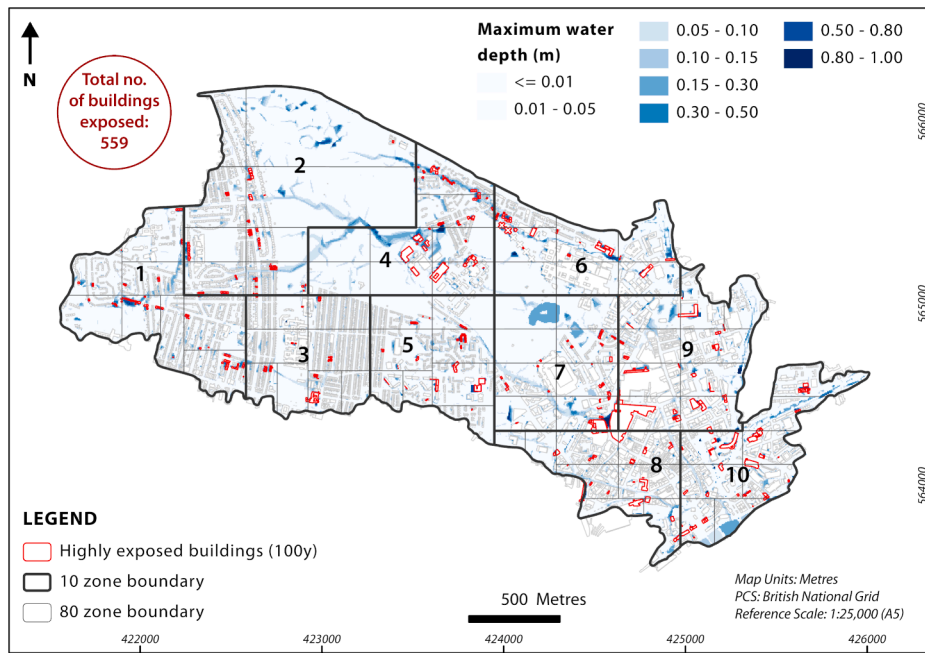 N
Total no.
of buildings
exposed:
559
Maximum water
depth (m)
<= 0.01
0.01 - 0.05
0.05 - 0.10
0.10 - 0.15
0.15 - 0.30
0.30 - 0.50
0.50 - 0.80
0.80 - 1.00
566000
565000
564000
1
2
3
4
5
6
7
8
9
10
LEGEND
Highly exposed buildings (100y)
10 zone boundary
80 zone boundary
500 Metres
Map Units: Metres
PCS: British National Grid
Reference Scale: 1:25,000 (A5)
422000
423000
424000
425000
426000